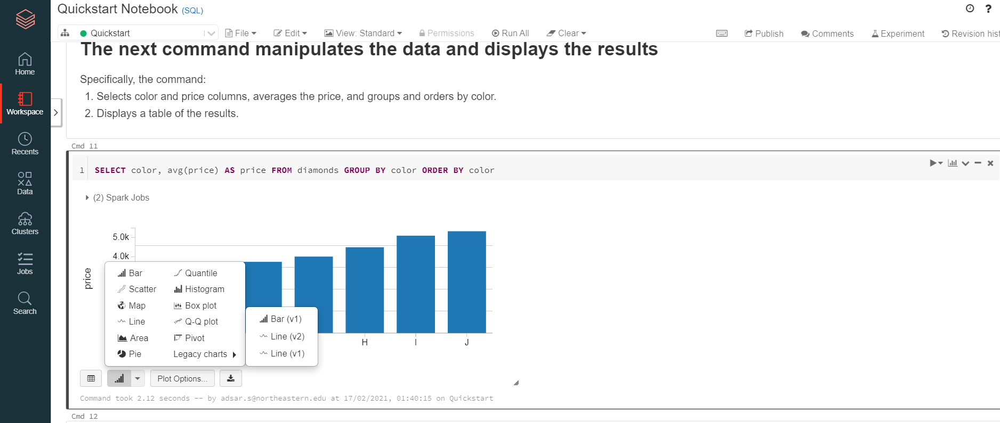 Quickstart Notebook (SQL)
?
Quickstart
File
Edit
View: Standard
Permissions
Run All
Clear
Publish
Comments
Experiment
Revision hist
Home
Workspace
Recents
Data
Clusters
Jobs
Search
The next command manipulates the data and displays the results
Specifically, the command:
1. Selects color and price columns, averages the price, and groups and orders by color.
2. Displays a table of the results.
Cmd 11
1 SELECT color, avg(price) AS price FROM diamonds GROUP BY color ORDER BY color
(2) Spark Jobs
5.0k
4.0k
price
Bar
Quantile
Scatter
Histogram
Map
Box plot
Line
Q-Q plot
Area
Pivot
Pie
Legacy charts
Bar (v1)
Line (v2)
Line (v1)
H
I
J
Plot Options...
Command took 2.12 seconds -- by adsar.s@northeastern.edu at 17/02/2021, 01:40:15 on Quickstart
Cmd 12